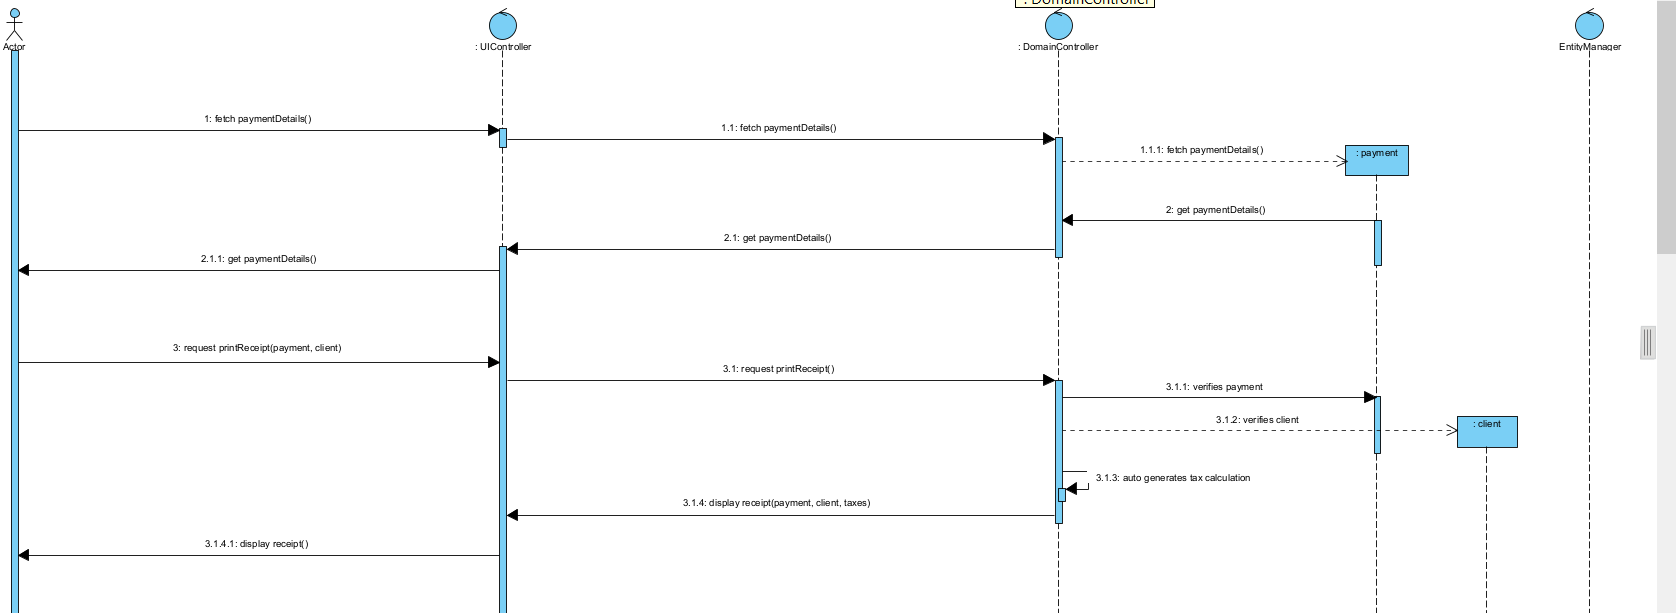 : DomainController
Actor
: UIController
: DomainController
EntityManager
1: fetch paymentDetails()
1.1: fetch paymentDetails()
1.1.1: fetch paymentDetails()
: payment
2: get paymentDetails()
2.1: get paymentDetails()
2.1.1: get paymentDetails()
3: request printReceipt(payment, client)
3.1: request printReceipt()
3.1.1: verifies payment
3.1.2: verifies client
: client
3.1.3: auto generates tax calculation
3.1.4: display receipt(payment, client, taxes)
3.1.4.1: display receipt()